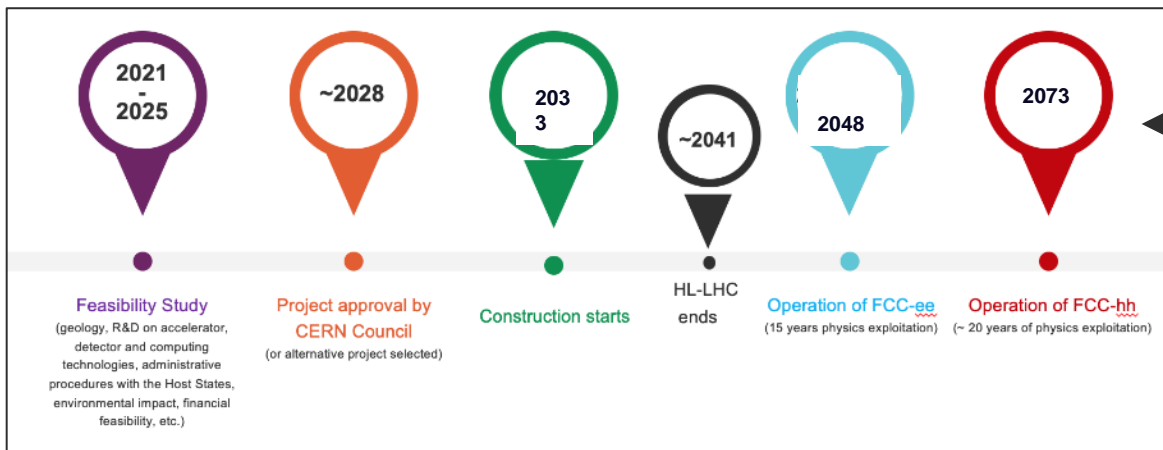 2021
-
2025
~2028
203
3
~2041
2048
2073
Feasibility Study
(geology, R&D on accelerator,
detector and computing
technologies, administrative
procedures with the Host States,
environmental impact, financial
feasibility, etc.)
Project approval by
CERN Council
(or alternative project selected)
Construction starts
HL-LHC
ends
Operation of FCC-ee
(15 years physics exploitation)
Operation of FCC-hh
(~ 20 years of physics exploitation)